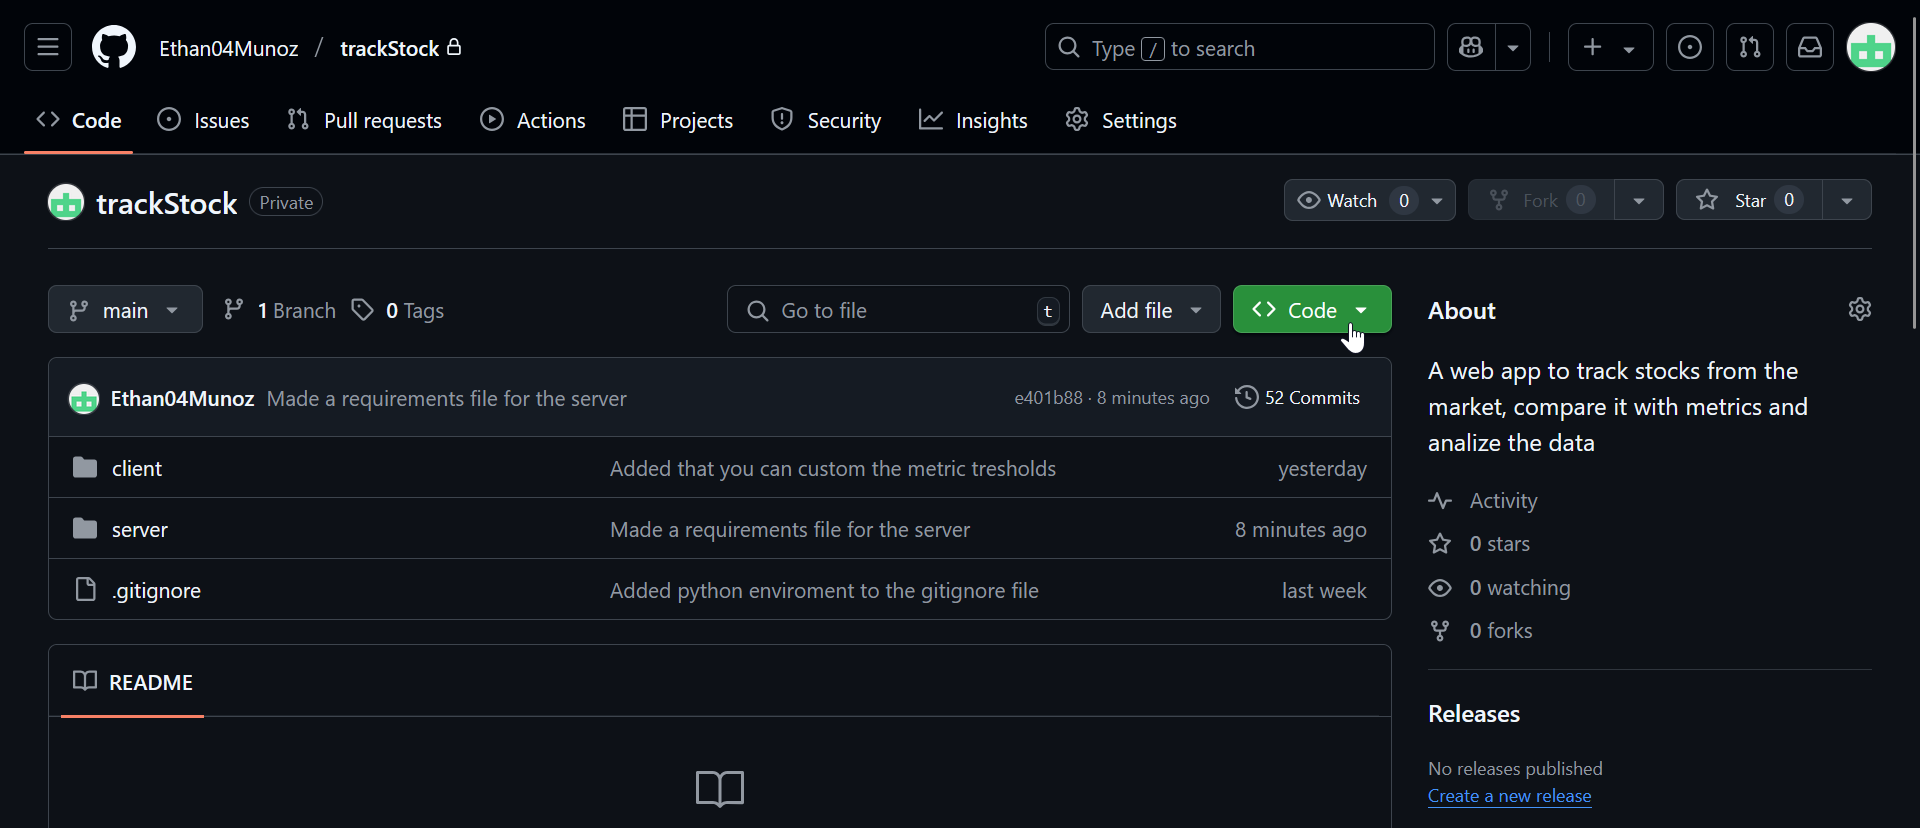 Ethan04Munoz / trackStock
Type / to search
Code Issues Pull requests Actions Projects Security Insights Settings
trackStock Private
Watch 0 Fork 0 Star 0
main 1 Branch 0 Tags Go to file t Add file Code
Ethan04Munoz Made a requirements file for the server e401b88 · 8 minutes ago 52 Commits
client Added that you can custom the metric tresholds yesterday
server Made a requirements file for the server 8 minutes ago
.gitignore Added python enviroment to the gitignore file last week
README
About
A web app to track stocks from the
market, compare it with metrics and
analize the data
Activity
0 stars
0 watching
0 forks
Releases
No releases published
Create a new release